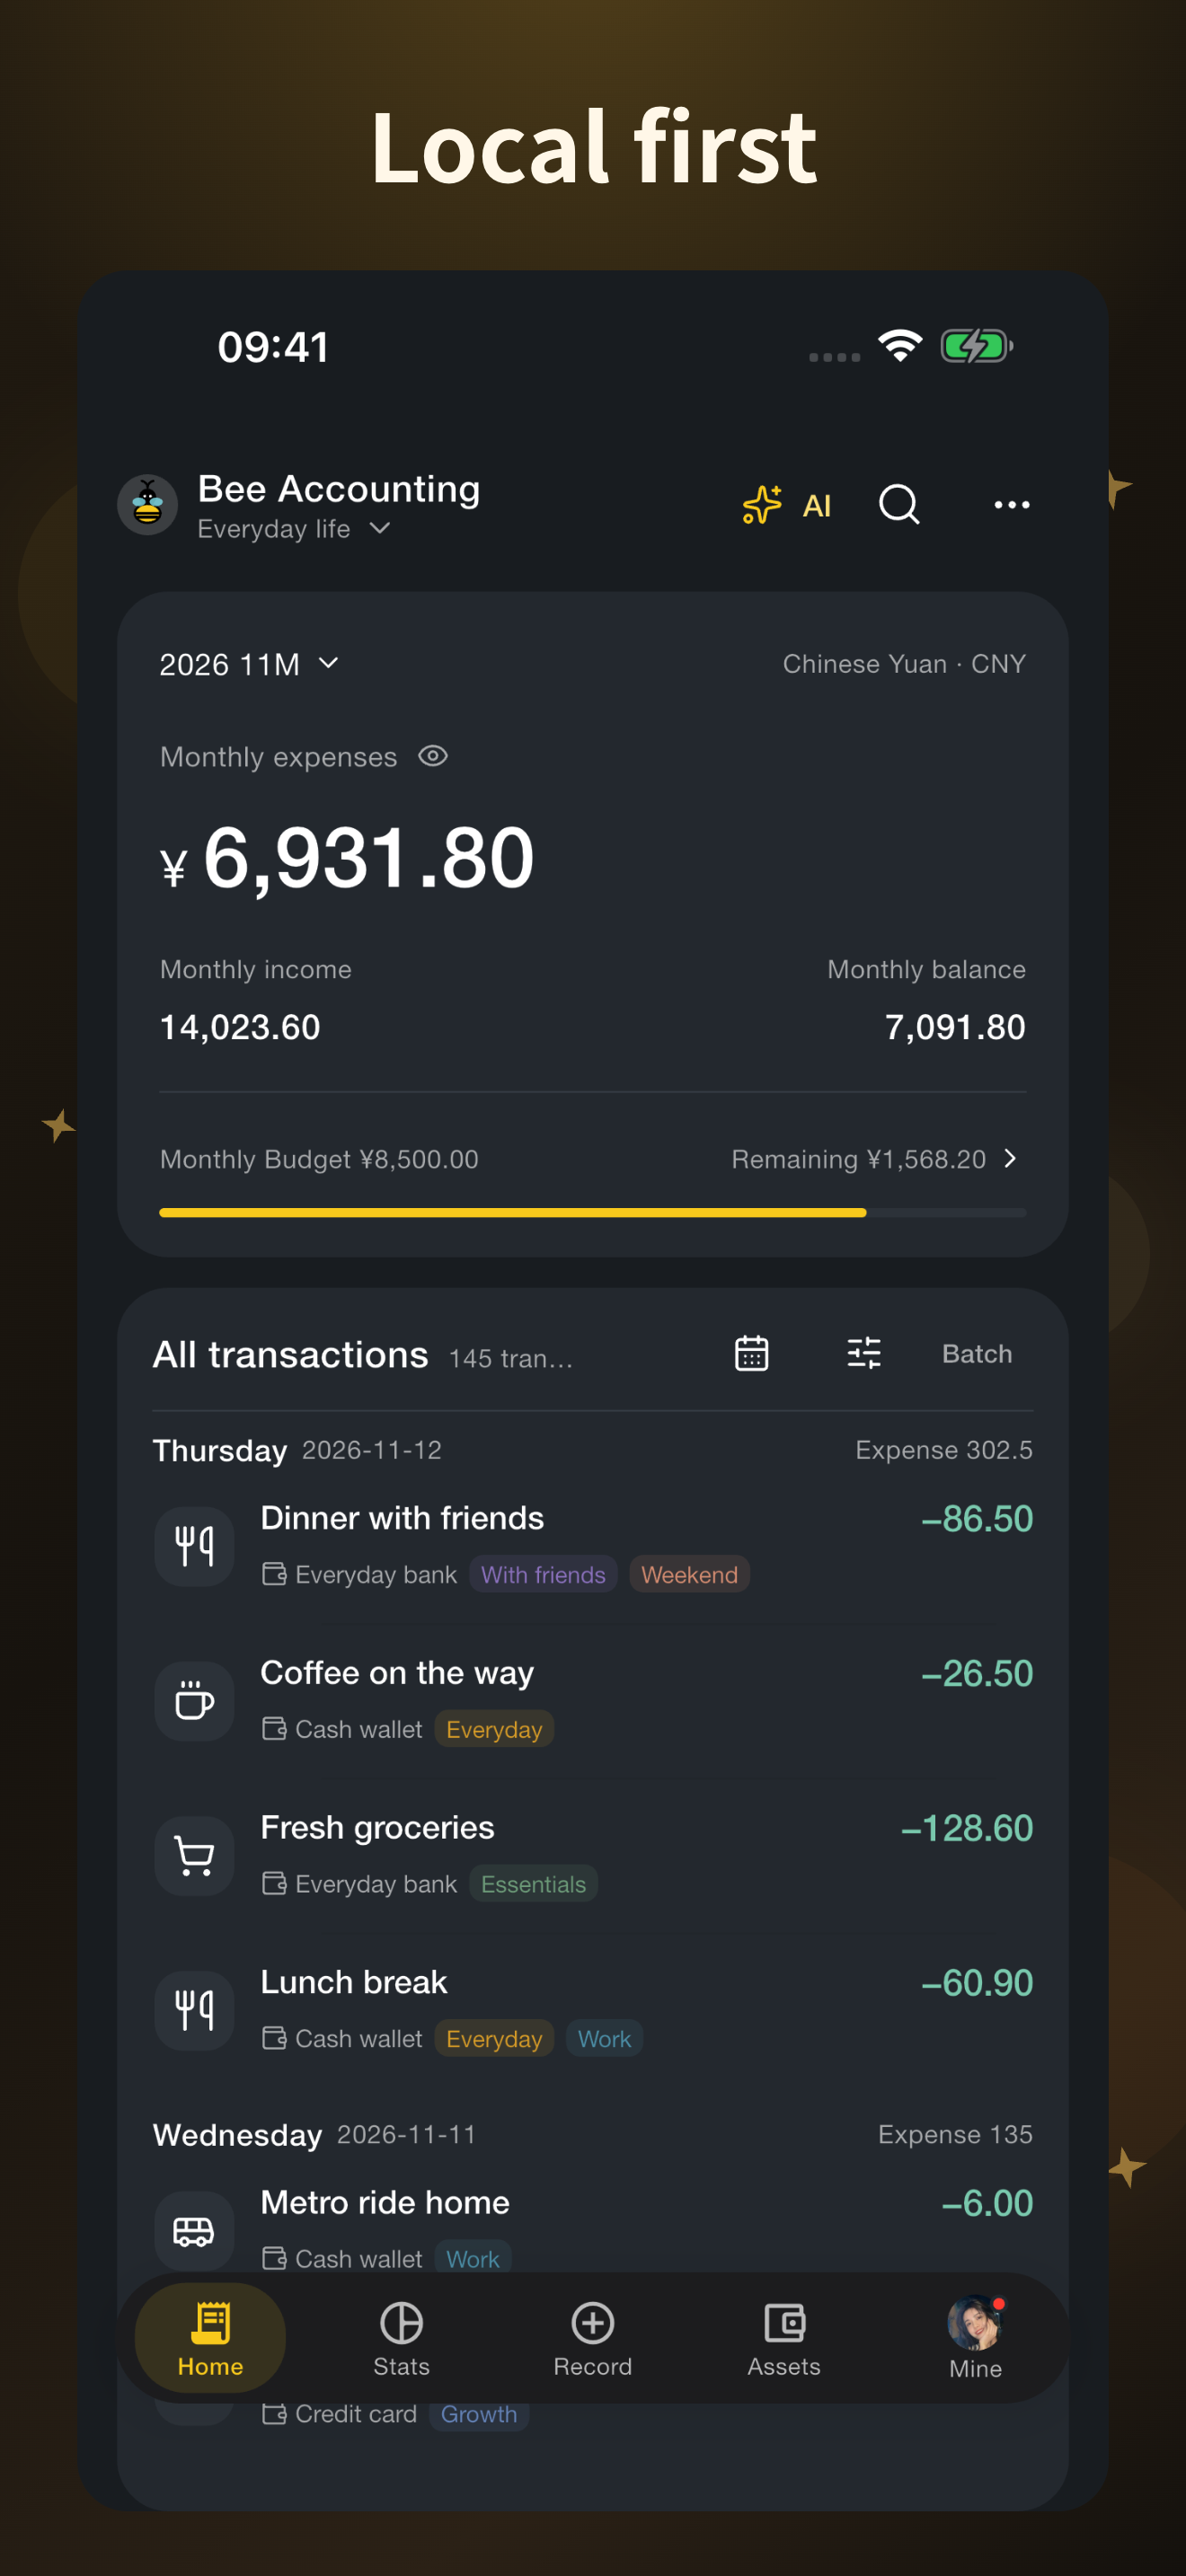 Local first
09:41
Bee Accounting
Everyday life
AI
2026 11M
Chinese Yuan · CNY
Monthly expenses
¥ 6,931.80
Monthly income
Monthly balance
14,023.60
7,091.80
Monthly Budget ¥8,500.00
Remaining ¥1,568.20
All transactions 145 tran...
Batch
Thursday 2026-11-12
Expense 302.5
Dinner with friends
−86.50
Everyday bank With friends Weekend
Coffee on the way
−26.50
Cash wallet Everyday
Fresh groceries
−128.60
Everyday bank Essentials
Lunch break
−60.90
Cash wallet Everyday Work
Wednesday 2026-11-11
Expense 135
Metro ride home
−6.00
Cash wallet Work
Home
Stats
Record
Assets
Mine
Credit card Growth